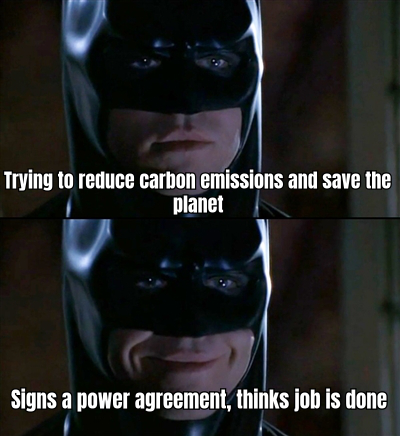 Trying to reduce carbon emissions and save the
planet
Signs a power agreement, thinks job is done